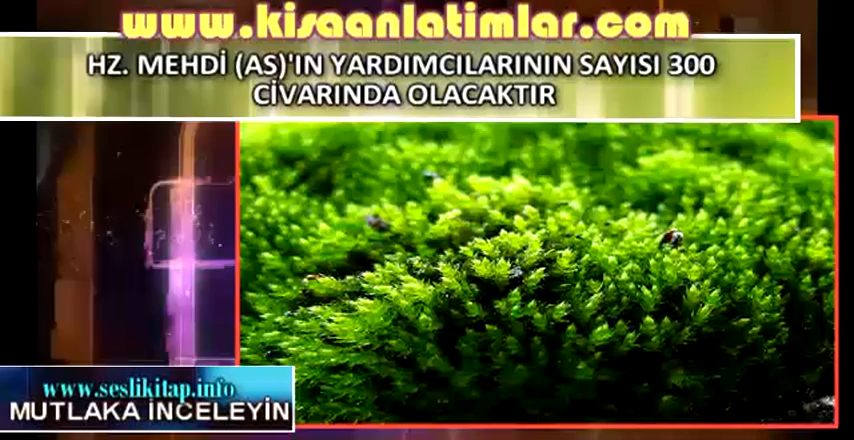 www.kisaanlatimlar.com
HZ. MEHDİ (AS)'IN YARDIMCILARININ SAYISI 300
CİVARINDA OLACAKTIR
www.seslikitap.info
MUTLAKA İNCELEYİN